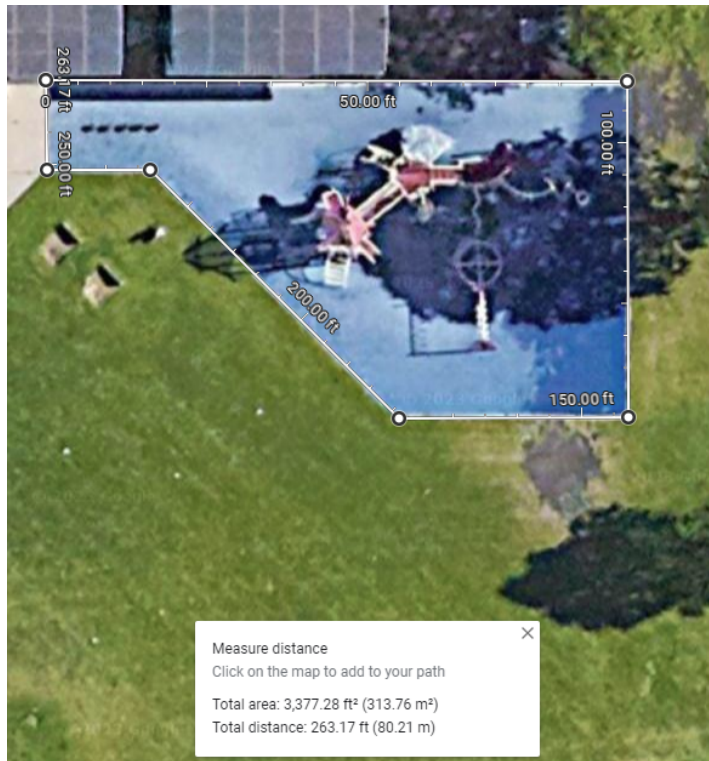 263.17 ft
0
50.00 ft
100.00 ft
250.00 ft
200.00 ft
150.00 ft
Measure distance
Click on the map to add to your path
Total area: 3,377.28 ft² (313.76 m²)
Total distance: 263.17 ft (80.21 m)